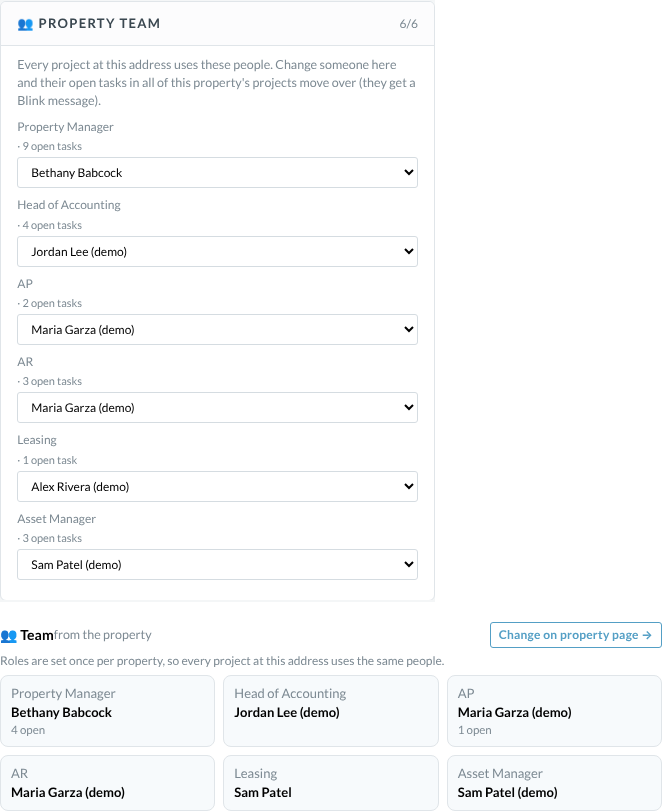 👥 PROPERTY TEAM 6/6
Every project at this address uses these people. Change someone here
and their open tasks in all of this property's projects move over (they get a
Blink message).
Property Manager
· 9 open tasks
Bethany Babcock
Head of Accounting
· 4 open tasks
Jordan Lee (demo)
AP
· 2 open tasks
Maria Garza (demo)
AR
· 3 open tasks
Maria Garza (demo)
Leasing
· 1 open task
Alex Rivera (demo)
Asset Manager
· 3 open tasks
Sam Patel (demo)
👥 Team from the property Change on property page →
Roles are set once per property, so every project at this address uses the same people.
Property Manager Head of Accounting AP
Bethany Babcock Jordan Lee (demo) Maria Garza (demo)
4 open 1 open
AR Leasing Asset Manager
Maria Garza (demo) Sam Patel Sam Patel (demo)